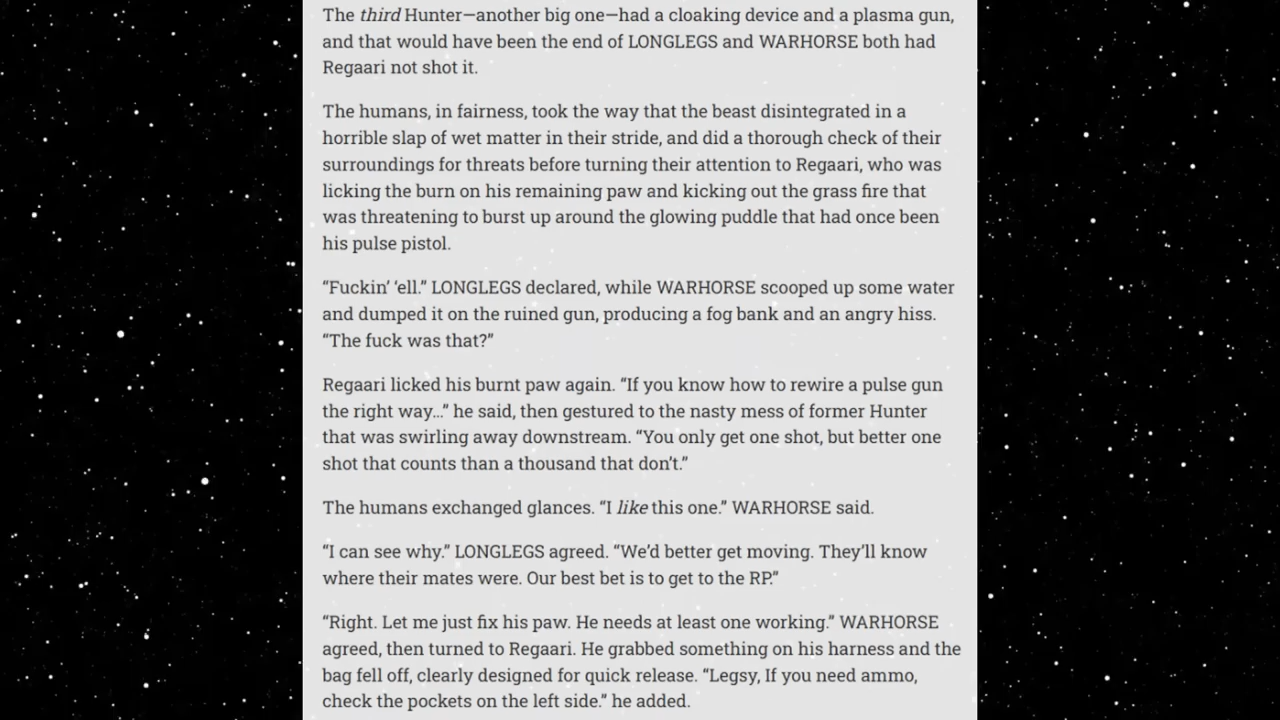 The third Hunter—another big one—had a cloaking device and a plasma gun,
and that would have been the end of LONGLEGS and WARHORSE both had
Regaari not shot it.
The humans, in fairness, took the way that the beast disintegrated in a
horrible slap of wet matter in their stride, and did a thorough check of their
surroundings for threats before turning their attention to Regaari, who was
licking the burn on his remaining paw and kicking out the grass fire that
was threatening to burst up around the glowing puddle that had once been
his pulse pistol.
“Fuckin’ ‘ell.” LONGLEGS declared, while WARHORSE scooped up some water
and dumped it on the ruined gun, producing a fog bank and an angry hiss.
“The fuck was that?”
Regaari licked his burnt paw again. “If you know how to rewire a pulse gun
the right way…” he said, then gestured to the nasty mess of former Hunter
that was swirling away downstream. “You only get one shot, but better one
shot that counts than a thousand that don’t.”
The humans exchanged glances. “I like this one.” WARHORSE said.
“I can see why.” LONGLEGS agreed. “We’d better get moving. They’ll know
where their mates were. Our best bet is to get to the RP.”
“Right. Let me just fix his paw. He needs at least one working.” WARHORSE
agreed, then turned to Regaari. He grabbed something on his harness and the
bag fell off, clearly designed for quick release. “Legsy, If you need ammo,
check the pockets on the left side.” he added.